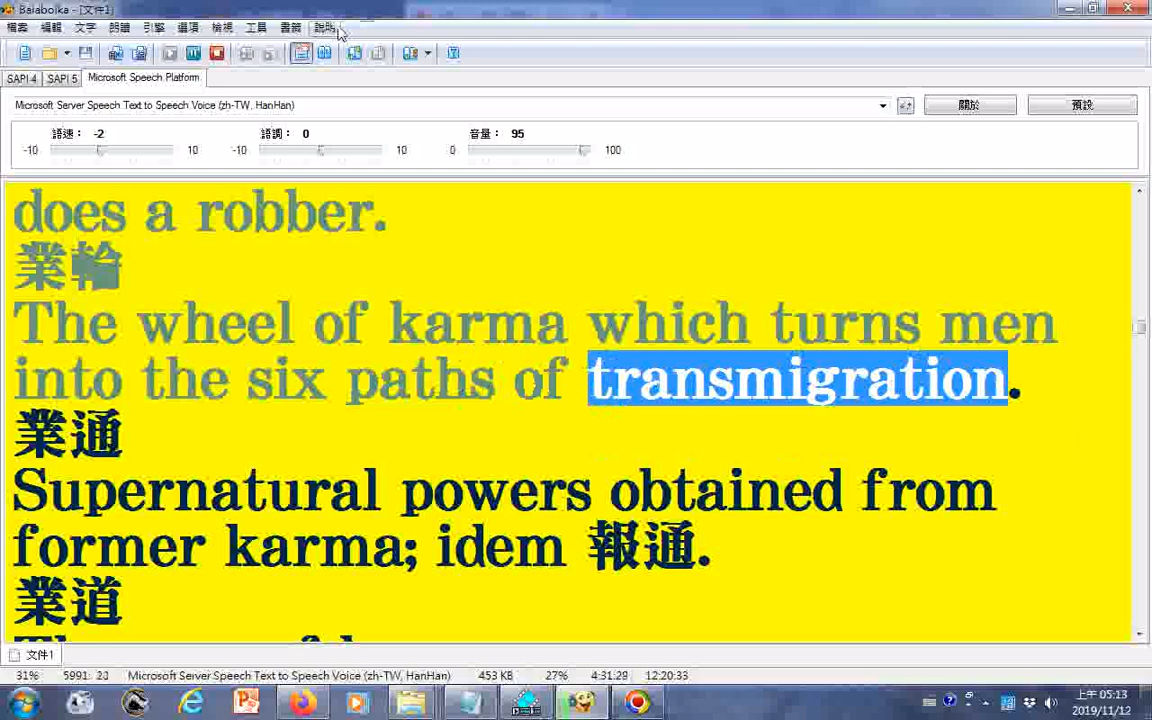 Balabolka - [文件1]
檔案 編輯 文字 朗讀 引擎 選項 檢視 工具 書籤 說明
SAPI 4 SAPI 5 Microsoft Speech Platform
Microsoft Server Speech Text to Speech Voice (zh-TW, HanHan) 關於 預設
語速： -2 語調： 0 音量： 95
-10 10 -10 10 0 100
does a robber.
業輪
The wheel of karma which turns men
into the six paths of transmigration.
業通
Supernatural powers obtained from
former karma; idem 報通.
業道
文件1
31% 5991: 23 Microsoft Server Speech Text to Speech Voice (zh-TW, HanHan) 453 KB 27% 4:31:29 12:20:33
上午 05:13
2019/11/12